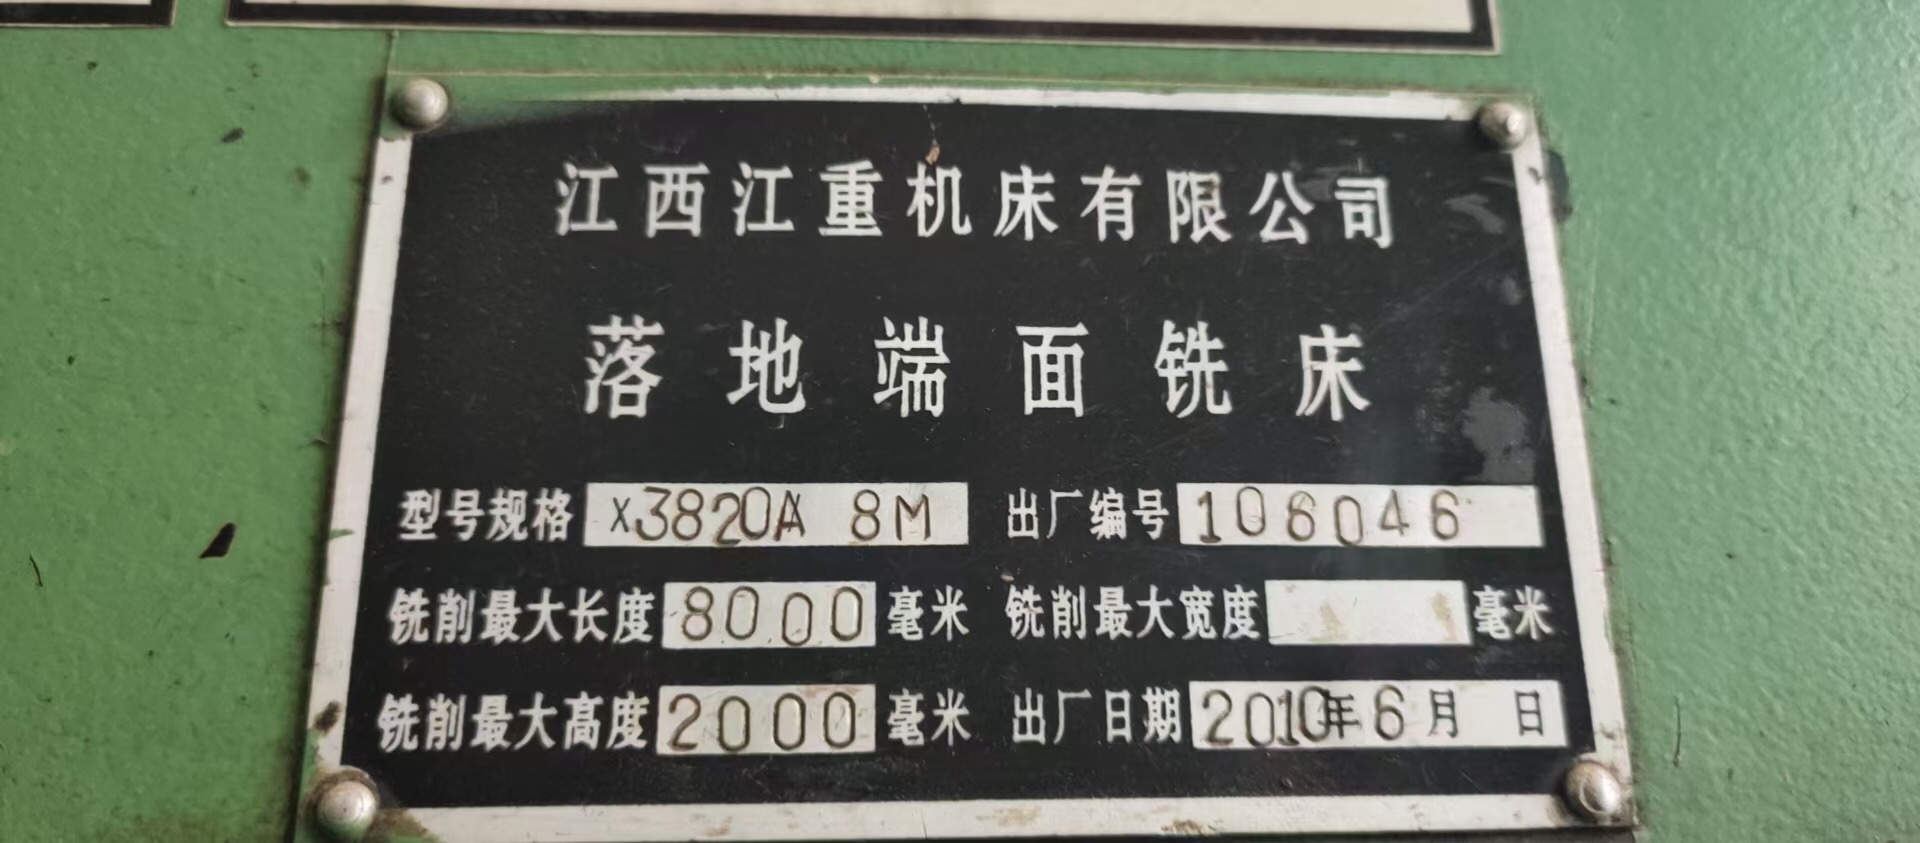 江西江重机床有限公司
落地端面铣床
型号规格 X3820A 8M 出厂编号 106046
铣削最大长度 8000 毫米 铣削最大宽度 毫米
铣削最大高度 2000 毫米 出厂日期 2010年6月 日